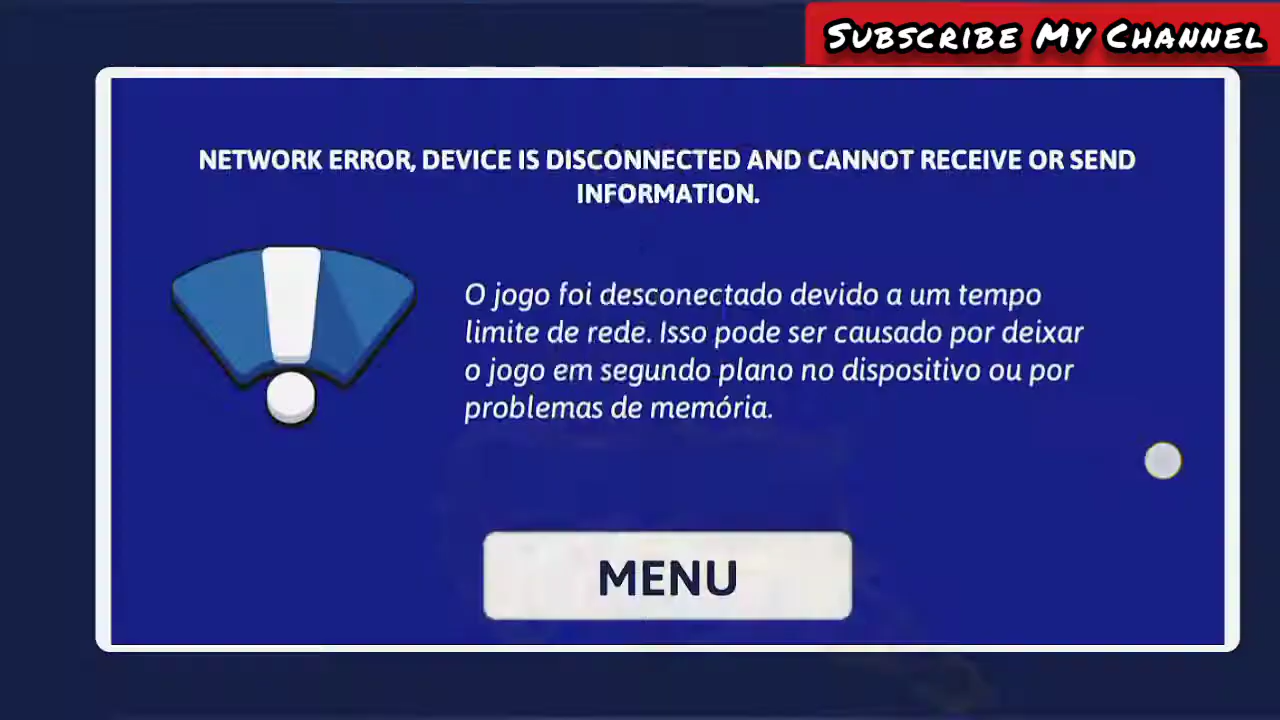 SUBSCRIBE MY CHANNEL
NETWORK ERROR, DEVICE IS DISCONNECTED AND CANNOT RECEIVE OR SEND
INFORMATION.
O jogo foi desconectado devido a um tempo
limite de rede. Isso pode ser causado por deixar
o jogo em segundo plano no dispositivo ou por
problemas de memória.
MENU